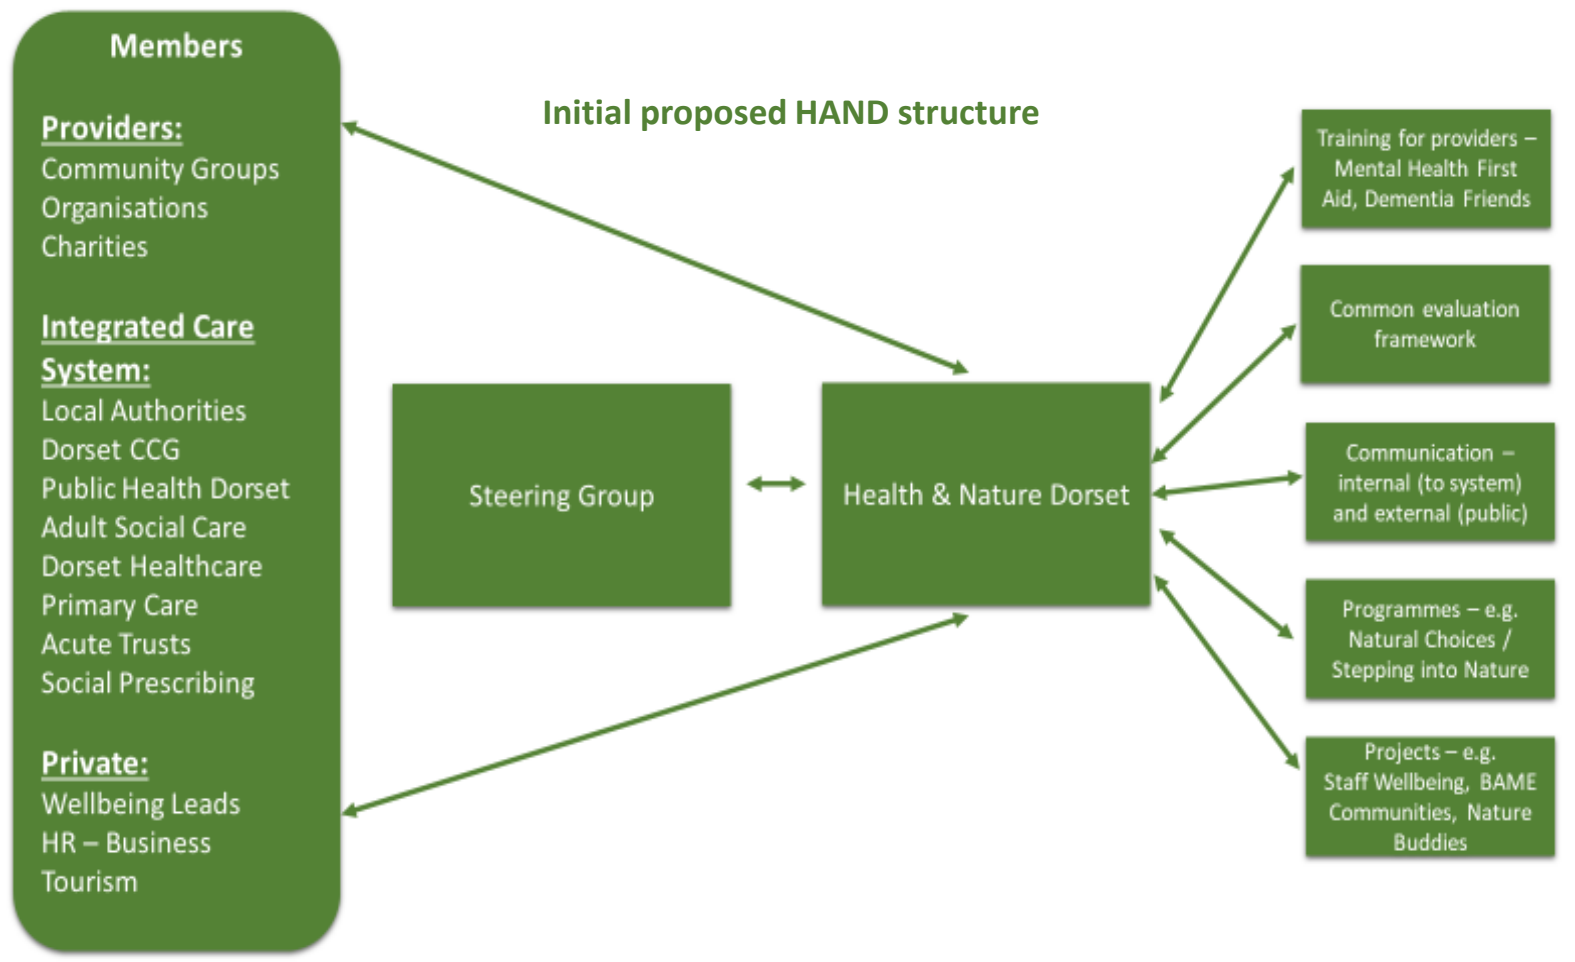 Members
Providers:
Community Groups
Organisations
Charities
Integrated Care
System:
Local Authorities
Dorset CCG
Public Health Dorset
Adult Social Care
Dorset Healthcare
Primary Care
Acute Trusts
Social Prescribing
Private:
Wellbeing Leads
HR – Business
Tourism
Initial proposed HAND structure
Steering Group
Health & Nature Dorset
Training for providers –
Mental Health First
Aid, Dementia Friends
Common evaluation
framework
Communication –
internal (to system)
and external (public)
Programmes – e.g.
Natural Choices /
Stepping into Nature
Projects – e.g.
Staff Wellbeing, BAME
Communities, Nature
Buddies